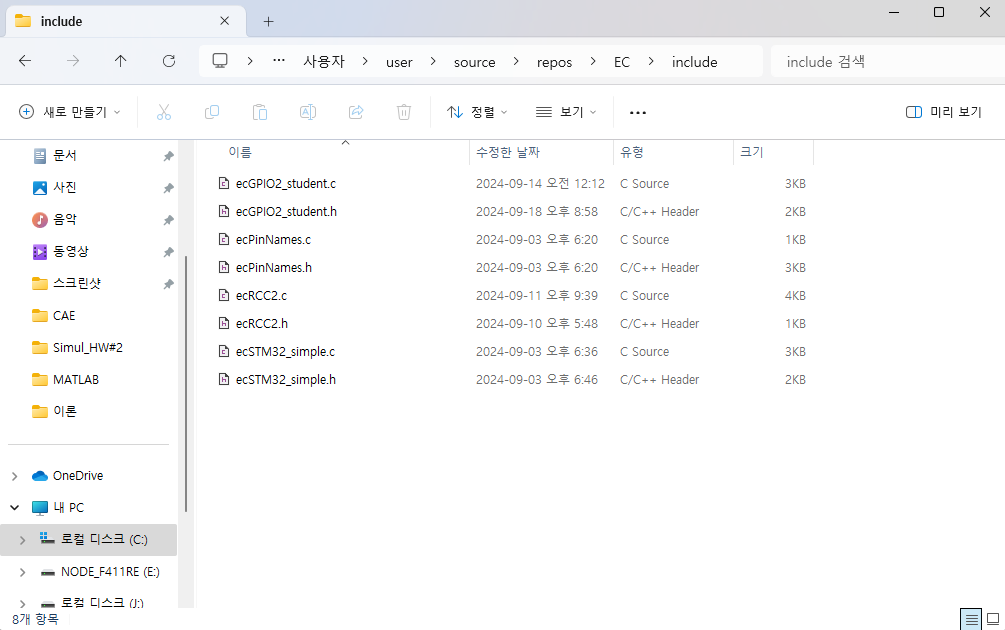 include
사용자 user source repos EC include
include 검색
새로 만들기 정렬 보기 미리 보기
문서
사진
음악
동영상
스크린샷
CAE
Simul_HW#2
MATLAB
이론
OneDrive
내 PC
로컬 디스크 (C:)
NODE_F411RE (E:)
로컬 디스크 (J:)
이름 수정한 날짜 유형 크기
ecGPIO2_student.c 2024-09-14 오전 12:12 C Source 3KB
ecGPIO2_student.h 2024-09-18 오후 8:58 C/C++ Header 2KB
ecPinNames.c 2024-09-03 오후 6:20 C Source 1KB
ecPinNames.h 2024-09-03 오후 6:20 C/C++ Header 3KB
ecRCC2.c 2024-09-11 오후 9:39 C Source 4KB
ecRCC2.h 2024-09-10 오후 5:48 C/C++ Header 1KB
ecSTM32_simple.c 2024-09-03 오후 6:36 C Source 3KB
ecSTM32_simple.h 2024-09-03 오후 6:46 C/C++ Header 2KB
8개 항목